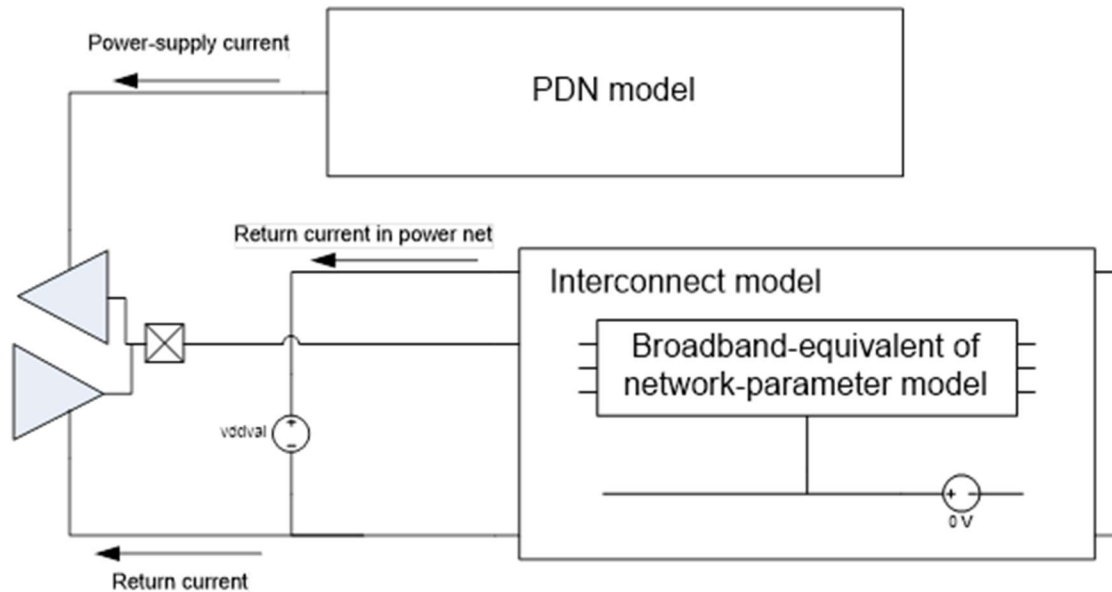 Power-supply current
PDN model
Return current in power net
Interconnect model
Broadband-equivalent of
network-parameter model
vddval
+
−
+ −
0 V
Return current